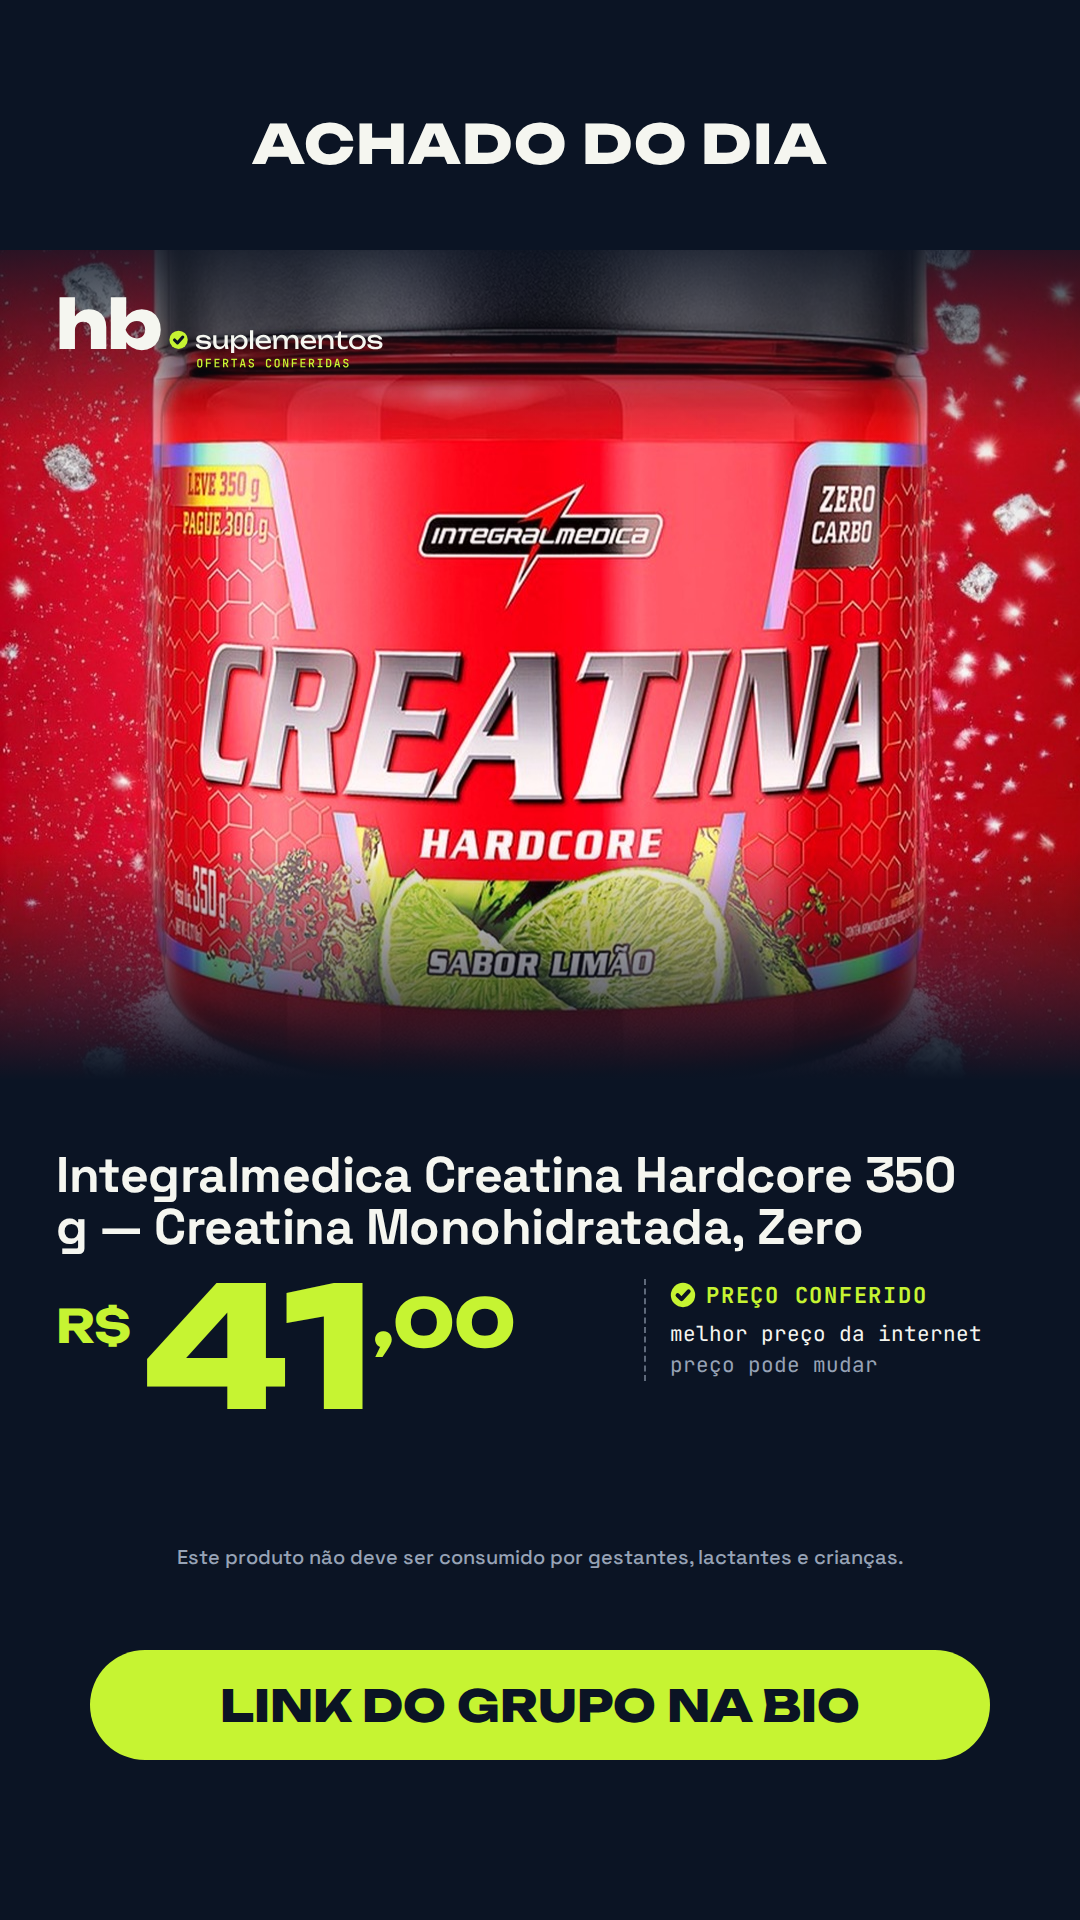 ACHADO DO DIA
hb suplementos
OFERTAS CONFERIDAS
LEVE 350 g
PAGUE 300 g
INTEGRALMEDICA
ZERO
CARBO
CREATINA
HARDCORE
350 g
SABOR LIMÃO
Integralmedica Creatina Hardcore 350
g — Creatina Monohidratada, Zero
R$ 41,00
PREÇO CONFERIDO
melhor preço da internet
preço pode mudar
Este produto não deve ser consumido por gestantes, lactantes e crianças.
LINK DO GRUPO NA BIO